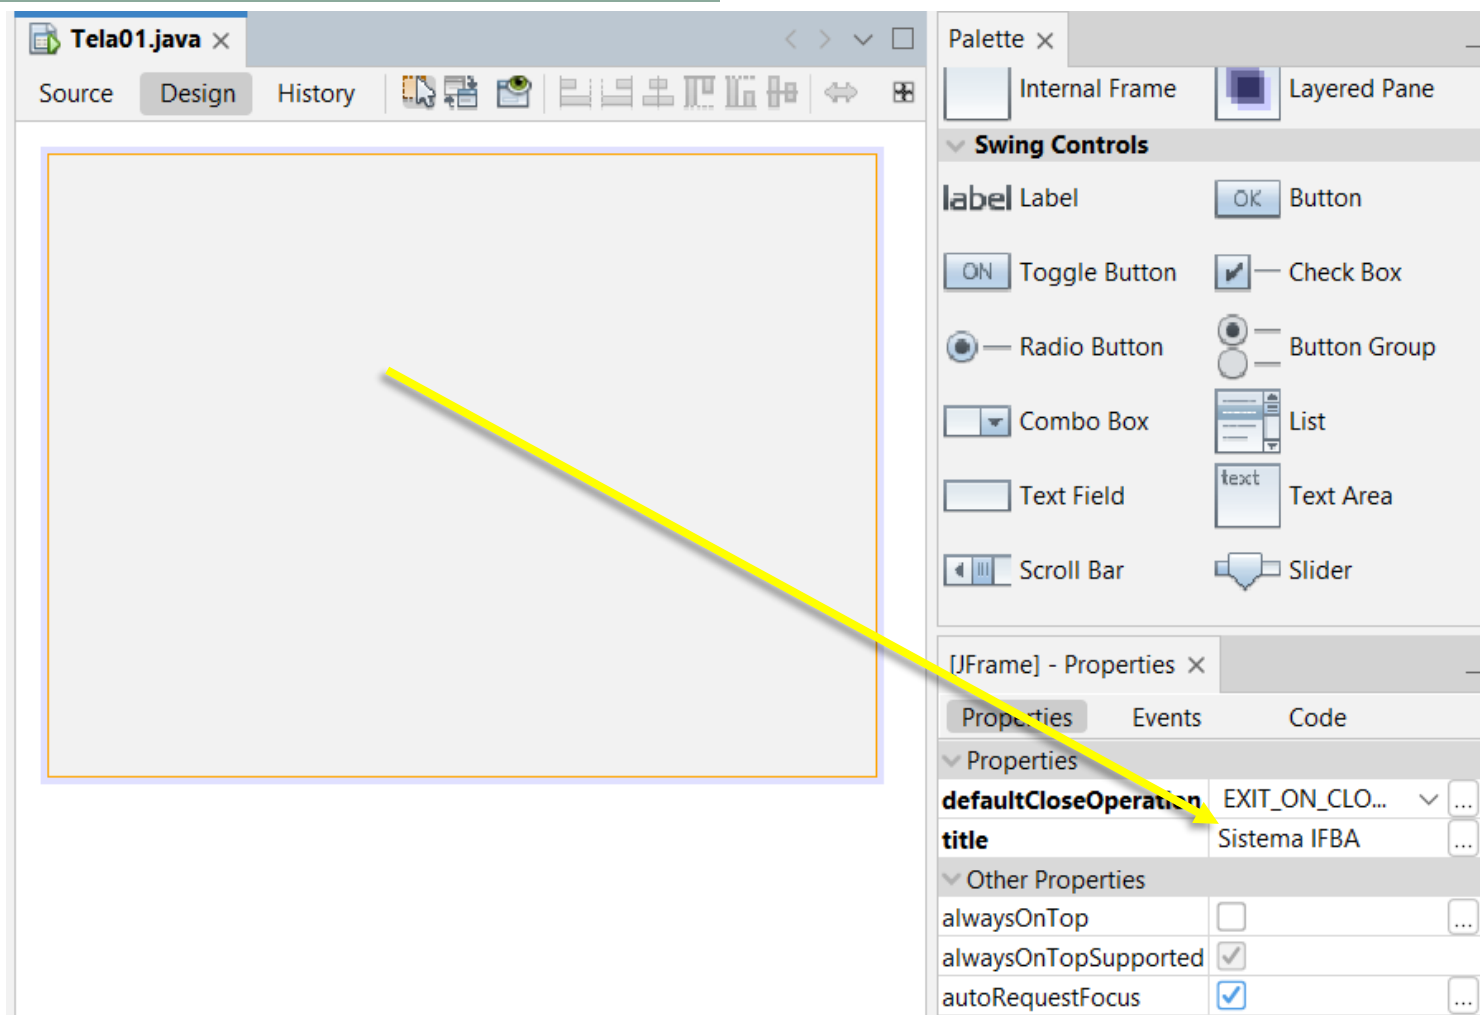 Tela01.java
Source Design History
Palette
Internal Frame Layered Pane
Swing Controls
label Label OK Button
ON Toggle Button Check Box
Radio Button Button Group
Combo Box List
Text Field text Text Area
Scroll Bar Slider
[JFrame] - Properties
Properties Events Code
Properties
defaultCloseOperation EXIT_ON_CLO... ...
title Sistema IFBA ...
Other Properties
alwaysOnTop ...
alwaysOnTopSupported
autoRequestFocus ...